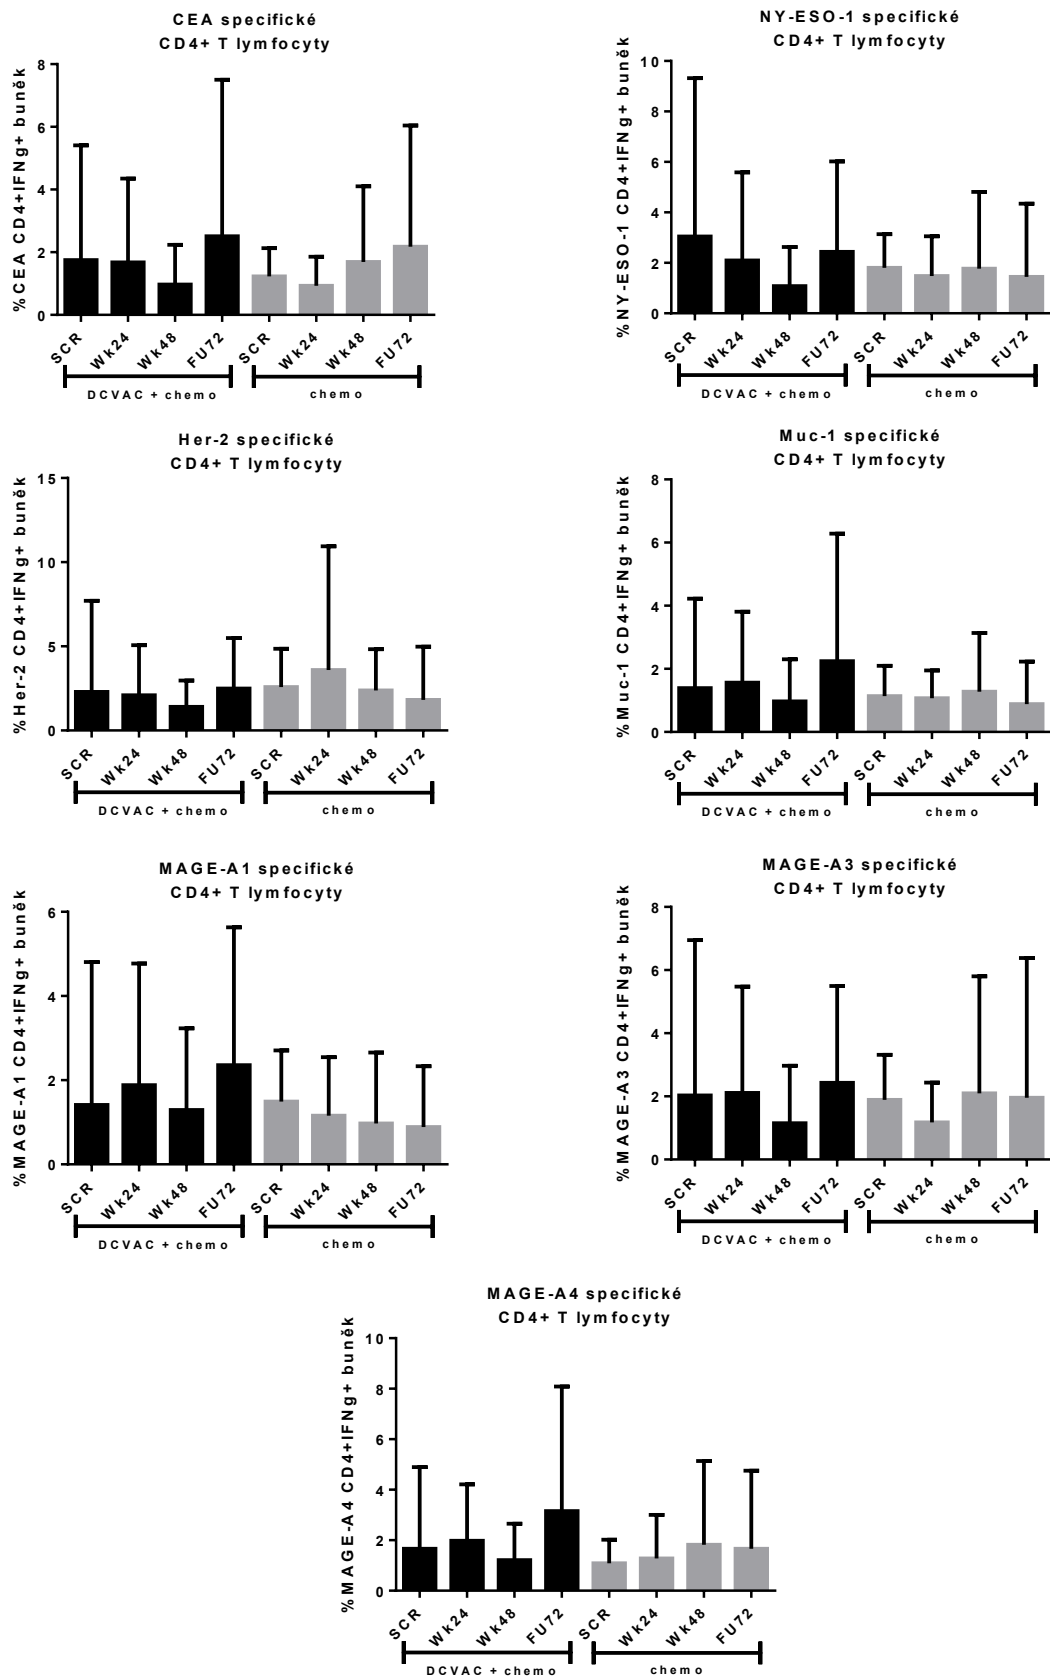 CEA specifické
CD4+ T lymfocyty
%CEA CD4+IFNg+ buněk
8
6
4
2
0
SCR
Wk24
Wk48
FU72
SCR
Wk24
Wk48
FU72
DCVAC + chemo
chemo
NY-ESO-1 specifické
CD4+ T lymfocyty
%NY-ESO-1 CD4+IFNg+ buněk
10
8
6
4
2
0
SCR
Wk24
Wk48
FU72
SCR
Wk24
Wk48
FU72
DCVAC + chemo
chemo
Her-2 specifické
CD4+ T lymfocyty
%Her-2 CD4+IFNg+ buněk
15
10
5
0
SCR
Wk24
Wk48
FU72
SCR
Wk24
Wk48
FU72
DCVAC + chemo
chemo
Muc-1 specifické
CD4+ T lymfocyty
%Muc-1 CD4+IFNg+ buněk
8
6
4
2
0
SCR
Wk24
Wk48
FU72
SCR
Wk24
Wk48
FU72
DCVAC + chemo
chemo
MAGE-A1 specifické
CD4+ T lymfocyty
%MAGE-A1 CD4+IFNg+ buněk
6
4
2
0
SCR
Wk24
Wk48
FU72
SCR
Wk24
Wk48
FU72
DCVAC + chemo
chemo
MAGE-A3 specifické
CD4+ T lymfocyty
%MAGE-A3 CD4+IFNg+ buněk
8
6
4
2
0
SCR
Wk24
Wk48
FU72
SCR
Wk24
Wk48
FU72
DCVAC + chemo
chemo
MAGE-A4 specifické
CD4+ T lymfocyty
%MAGE-A4 CD4+IFNg+ buněk
10
8
6
4
2
0
SCR
Wk24
Wk48
FU72
SCR
Wk24
Wk48
FU72
DCVAC + chemo
chemo